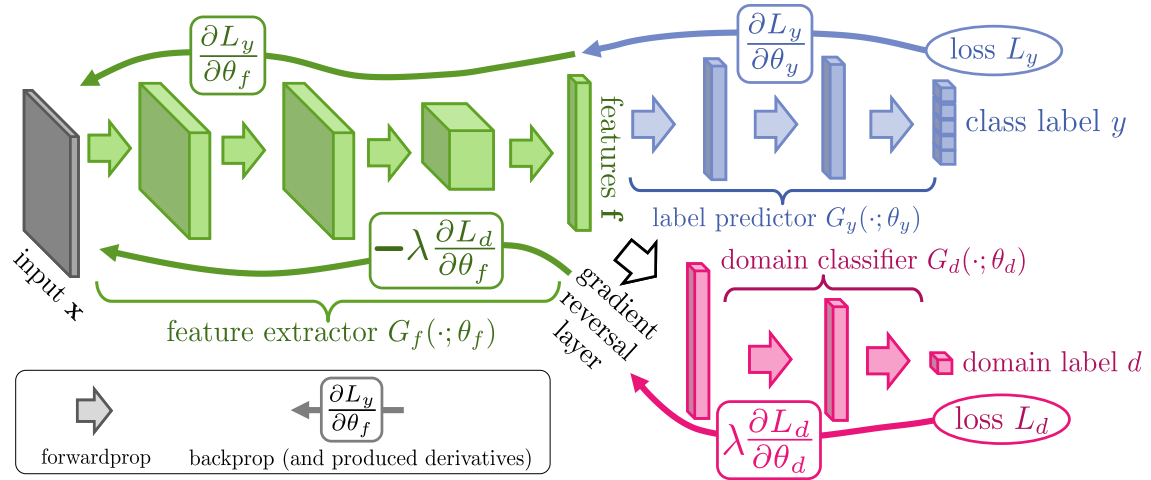 ∂L_y
∂θ_f
∂L_y
∂θ_y
loss L_y
features f
class label y
label predictor G_y(·; θ_y)
input x
−λ ∂L_d
∂θ_f
feature extractor G_f(·; θ_f)
gradient
reversal
layer
domain classifier G_d(·; θ_d)
domain label d
loss L_d
λ ∂L_d
∂θ_d
∂L_y
∂θ_f
forwardprop
backprop (and produced derivatives)